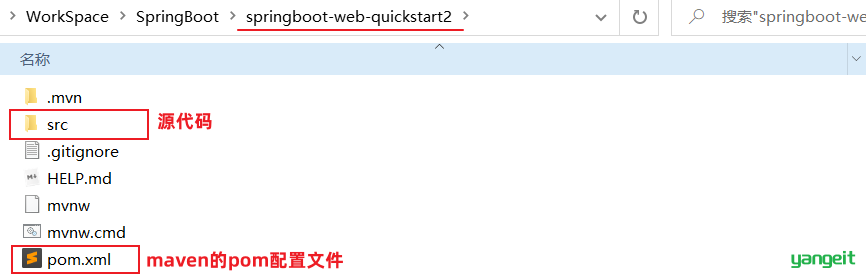 WorkSpace > SpringBoot > springboot-web-quickstart2 搜索"springboot-we
名称
.mvn
src 源代码
.gitignore
HELP.md
mvnw
mvnw.cmd
pom.xml maven的pom配置文件
yangeit